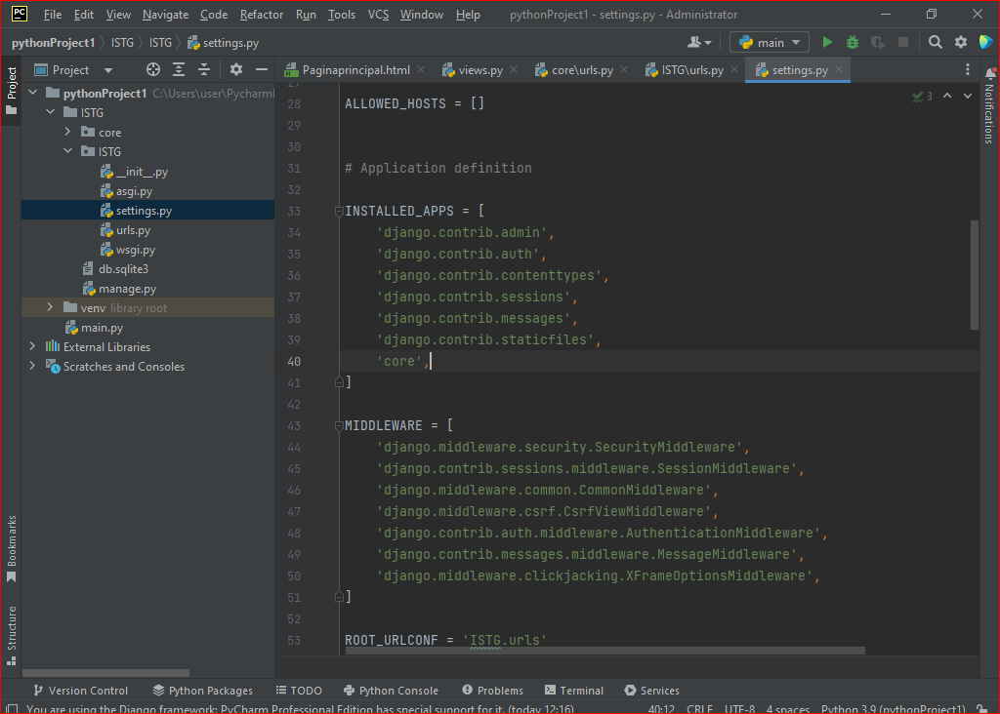 PC File Edit View Navigate Code Refactor Run Tools VCS Window Help pythonProject1 - settings.py - Administrator
pythonProject1 ISTG ISTG settings.py main
Project
Project
Paginaprincipal.html views.py core\urls.py ISTG\urls.py settings.py
Notifications
pythonProject1 C:\Users\user\Pycharml
ISTG
core
ISTG
__init__.py
asgi.py
settings.py
urls.py
wsgi.py
db.sqlite3
manage.py
venv library root
main.py
External Libraries
Scratches and Consoles
Bookmarks
Structure
3
27
28 ALLOWED_HOSTS = []
29
30
31 # Application definition
32
33 INSTALLED_APPS = [
34 'django.contrib.admin',
35 'django.contrib.auth',
36 'django.contrib.contenttypes',
37 'django.contrib.sessions',
38 'django.contrib.messages',
39 'django.contrib.staticfiles',
40 'core',
41 ]
42
43 MIDDLEWARE = [
44 'django.middleware.security.SecurityMiddleware',
45 'django.contrib.sessions.middleware.SessionMiddleware',
46 'django.middleware.common.CommonMiddleware',
47 'django.middleware.csrf.CsrfViewMiddleware',
48 'django.contrib.auth.middleware.AuthenticationMiddleware',
49 'django.contrib.messages.middleware.MessageMiddleware',
50 'django.middleware.clickjacking.XFrameOptionsMiddleware',
51 ]
52
53 ROOT_URLCONF = 'ISTG.urls'
Version Control Python Packages TODO Python Console Problems Terminal Services
You are using the Django framework: PyCharm Professional Edition has special support for it. (today 12:16) 40:12 CRLF UTF-8 4 spaces Python 3.9 (pythonProject1)